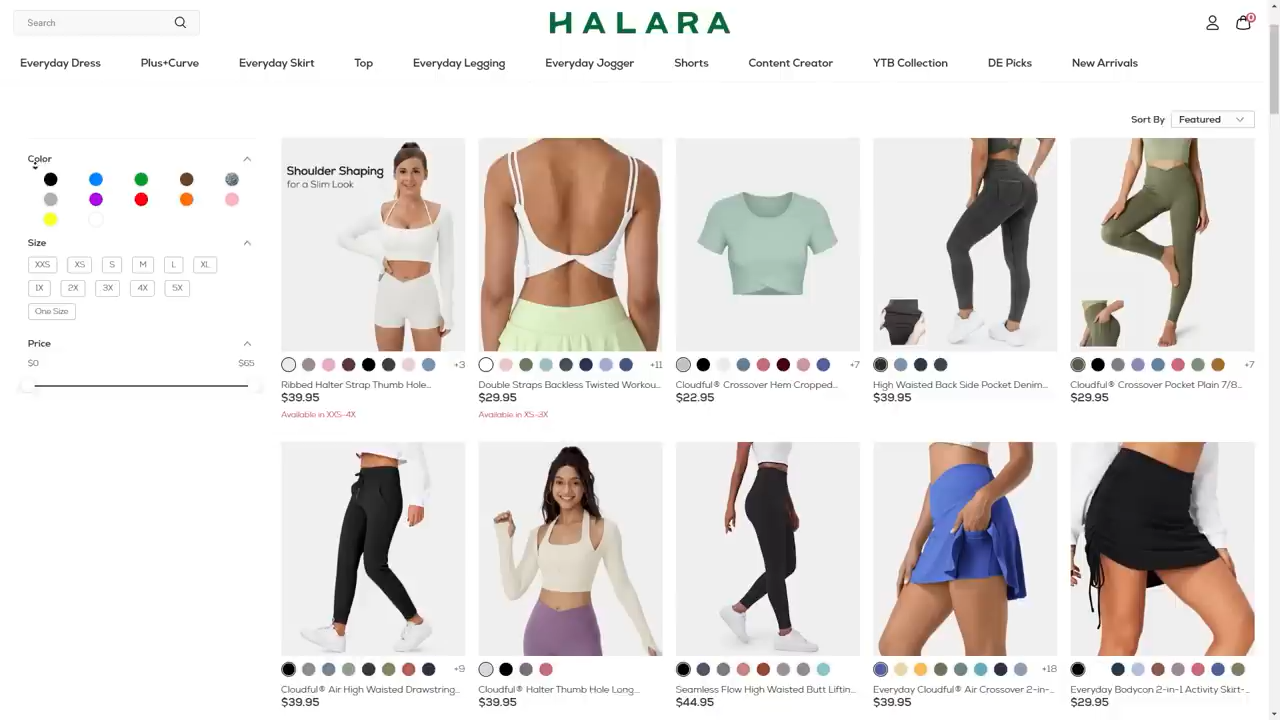 Search
HALARA
0
Everyday Dress
Plus+Curve
Everyday Skirt
Top
Everyday Legging
Everyday Jogger
Shorts
Content Creator
YTB Collection
DE Picks
New Arrivals
Sort By
Featured
Color
Size
XXS
XS
S
M
L
XL
1X
2X
3X
4X
5X
One Size
Price
$0
$65
Shoulder Shaping
for a Slim Look
+3
Ribbed Halter Strap Thumb Hole...
$39.95
Available in XXS-4X
+11
Double Straps Backless Twisted Workou...
$29.95
Available in XS-3X
+7
Cloudful® Crossover Hem Cropped...
$22.95
High Waisted Back Side Pocket Denim...
$39.95
+7
Cloudful® Crossover Pocket Plain 7/8...
$29.95
+9
Cloudful® Air High Waisted Drawstring...
$39.95
Cloudful® Halter Thumb Hole Long...
$39.95
Seamless Flow High Waisted Butt Liftin...
$44.95
+18
Everyday Cloudful® Air Crossover 2-in-...
$39.95
Everyday Bodycon 2-in-1 Activity Skirt-...
$29.95